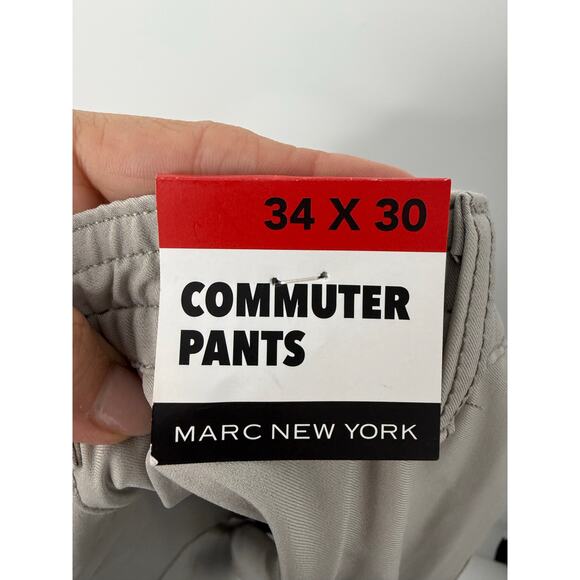 34 X 30
COMMUTER
PANTS
MARC NEW YORK